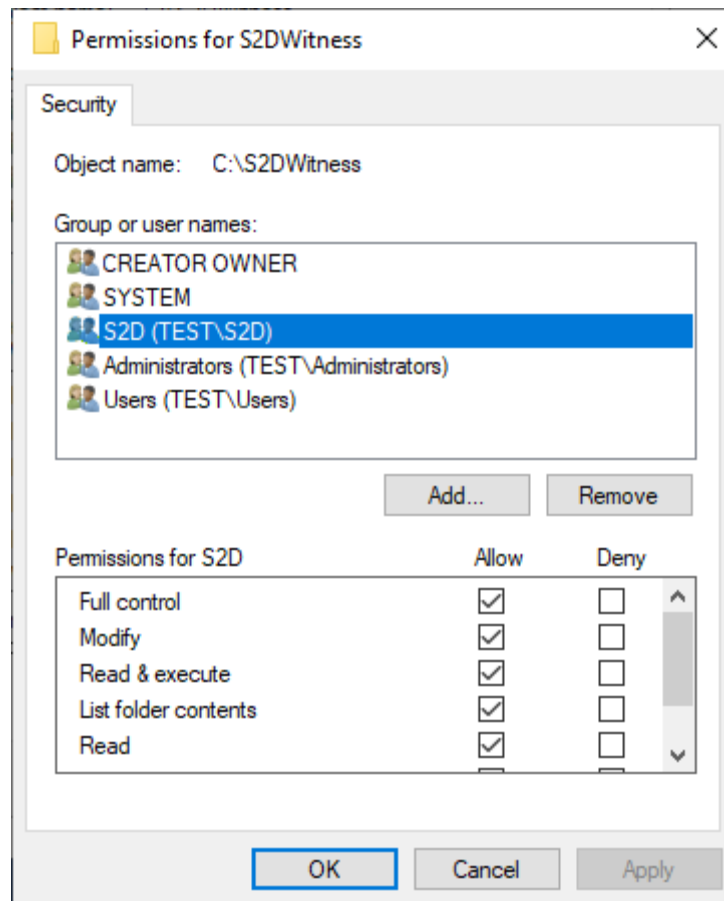 Permissions for S2DWitness
Security
Object name: C:\S2DWitness
Group or user names:
CREATOR OWNER
SYSTEM
S2D (TEST\S2D)
Administrators (TEST\Administrators)
Users (TEST\Users)
Add... Remove
Permissions for S2D Allow Deny
Full control
Modify
Read & execute
List folder contents
Read
OK Cancel Apply